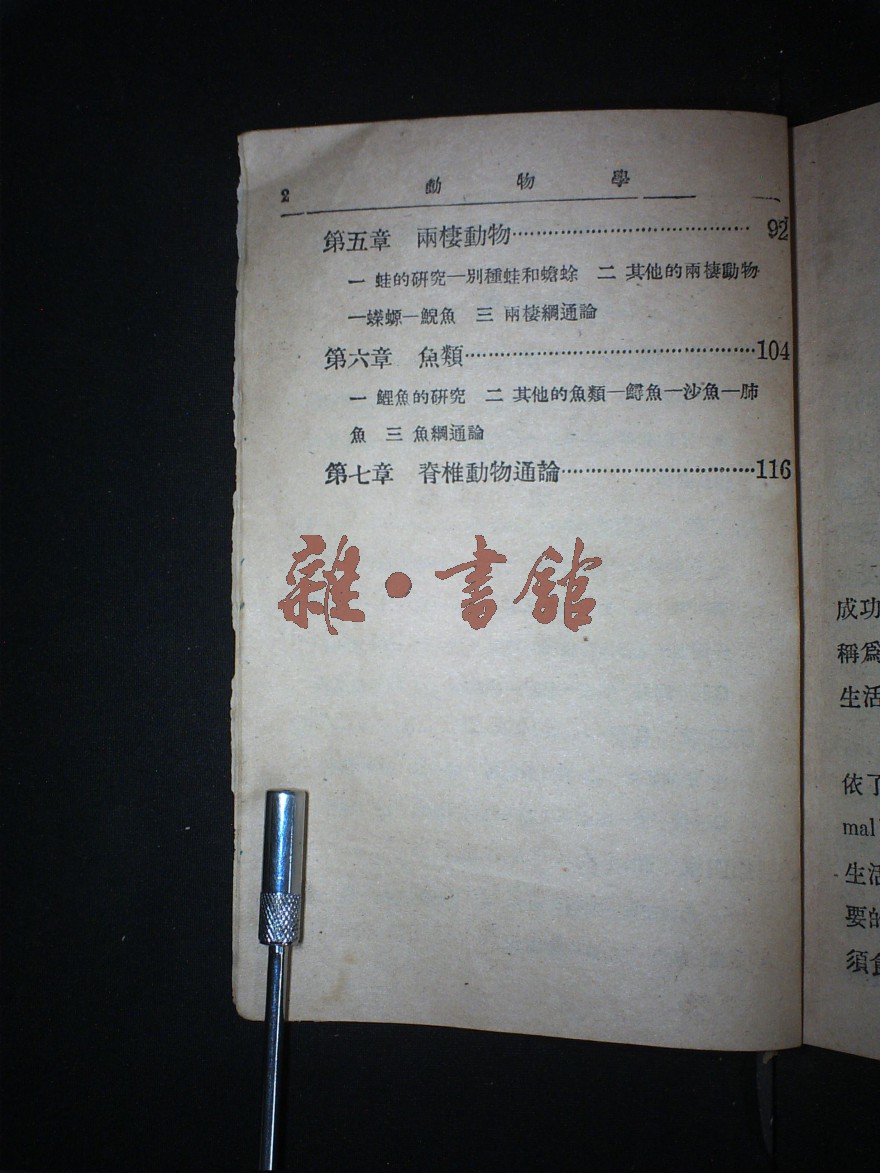 2 動物學
第五章 兩棲動物……………………………… 92
一 蛙的研究—別種蛙和蟾蜍 二 其他的兩棲動物
—蠑螈—鯢魚 三 兩棲綱通論
第六章 魚類…………………………………104
一 鯉魚的研究 二 其他的魚類—鱘魚—沙魚—肺
魚 三 魚綱通論
第七章 脊椎動物通論……………………116
雜·書館
成功
稱爲
生活
依了
mal
生活
要的
須食